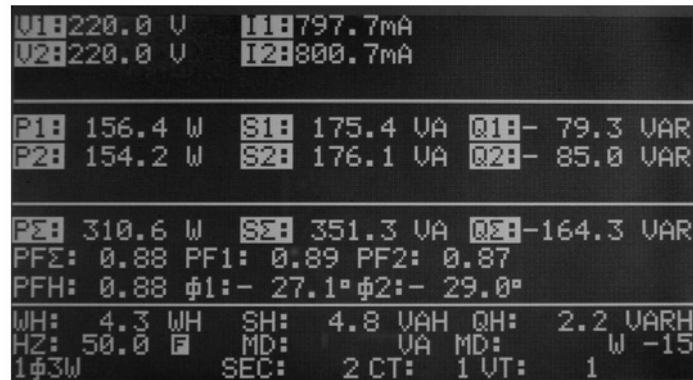 V1:220.0 V I1:797.7mA
V2:220.0 V I2:800.7mA
P1: 156.4 W S1: 175.4 VA Q1:- 79.3 VAR
P2: 154.2 W S2: 176.1 VA Q2:- 85.0 VAR
PΣ: 310.6 W SΣ: 351.3 VA QΣ:-164.3 VAR
PFΣ: 0.88 PF1: 0.89 PF2: 0.87
PFH: 0.88 ϕ1:- 27.1° ϕ2:- 29.0°
WH: 4.3 WH SH: 4.8 VAH QH: 2.2 VARH
HZ: 50.0 F MD: VA MD: W -15
1ϕ3W SEC: 2 CT: 1 VT: 1